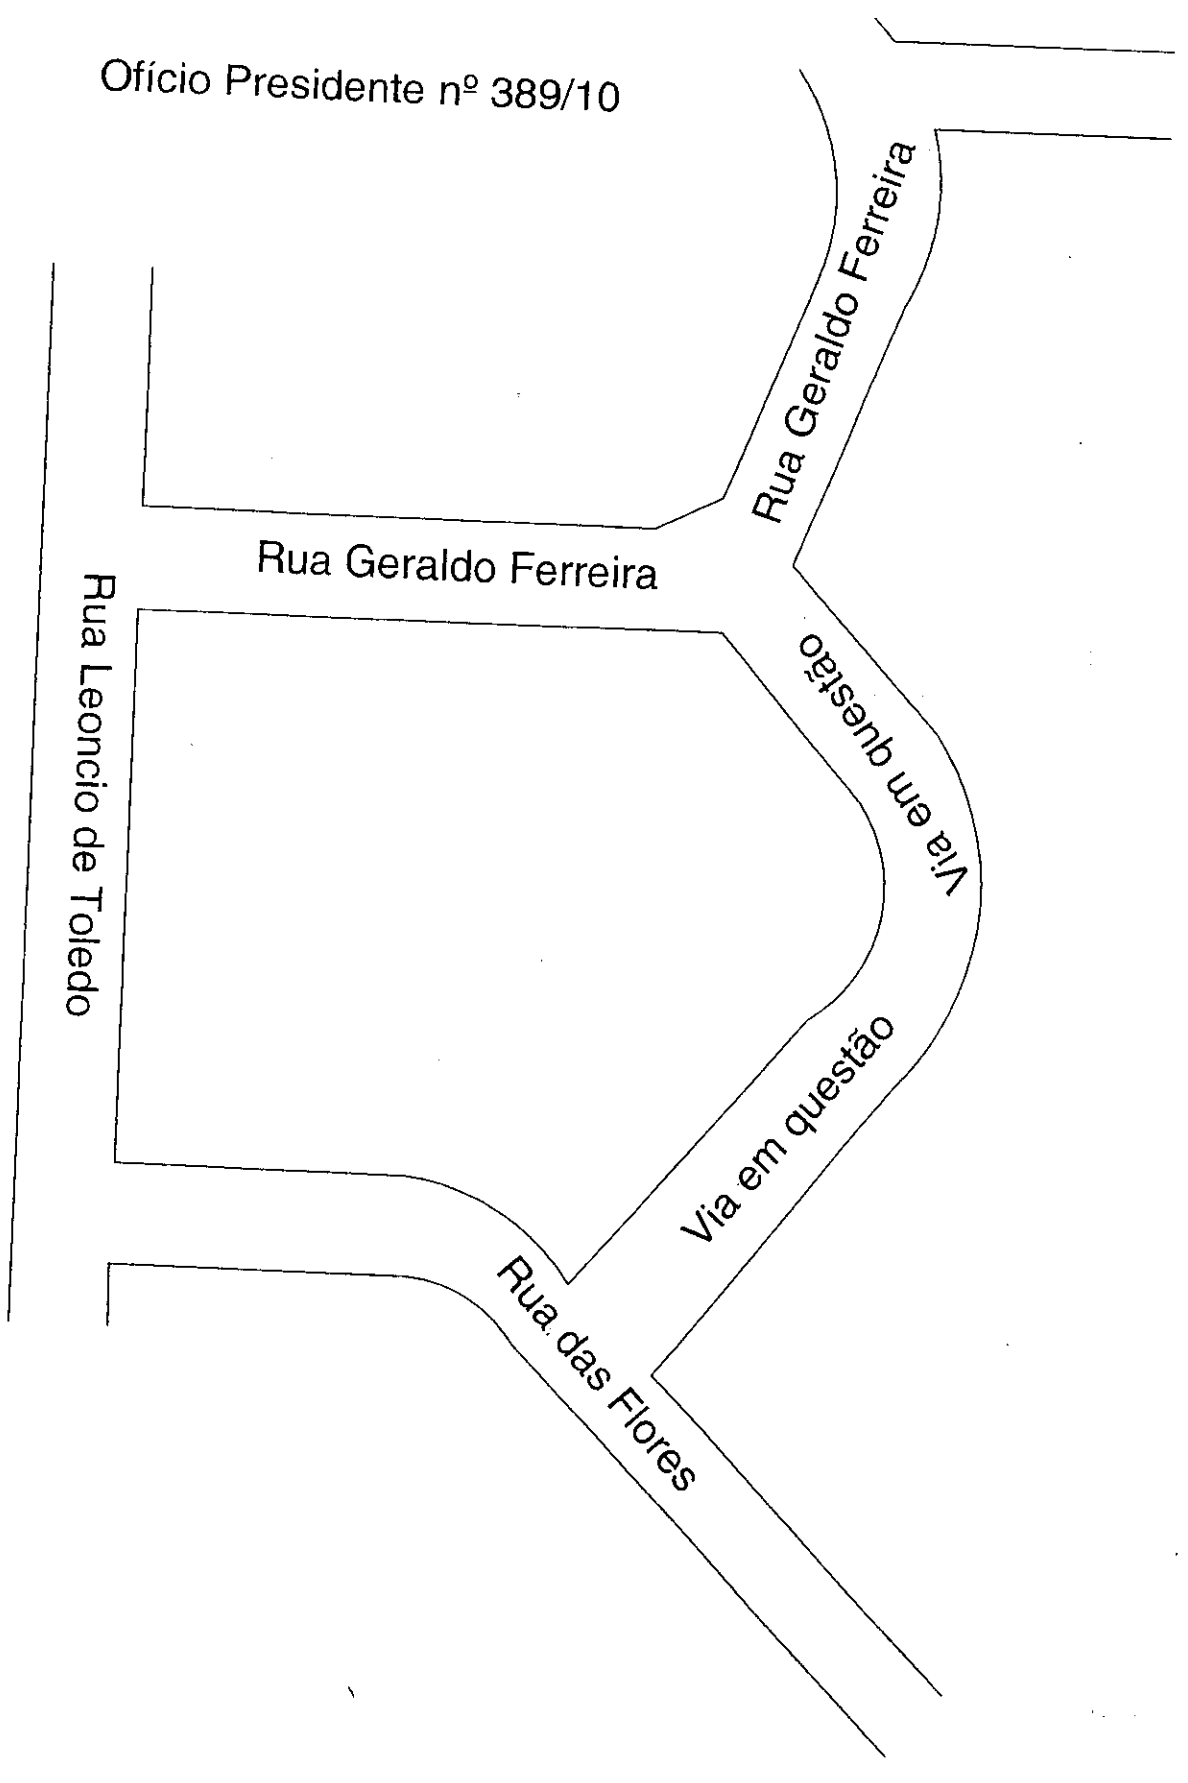 Ofício Presidente nº 389/10
Rua Geraldo Ferreira
Rua Geraldo Ferreira
Rua Leoncio de Toledo
Via em questão
Via em questão
Rua das Flores